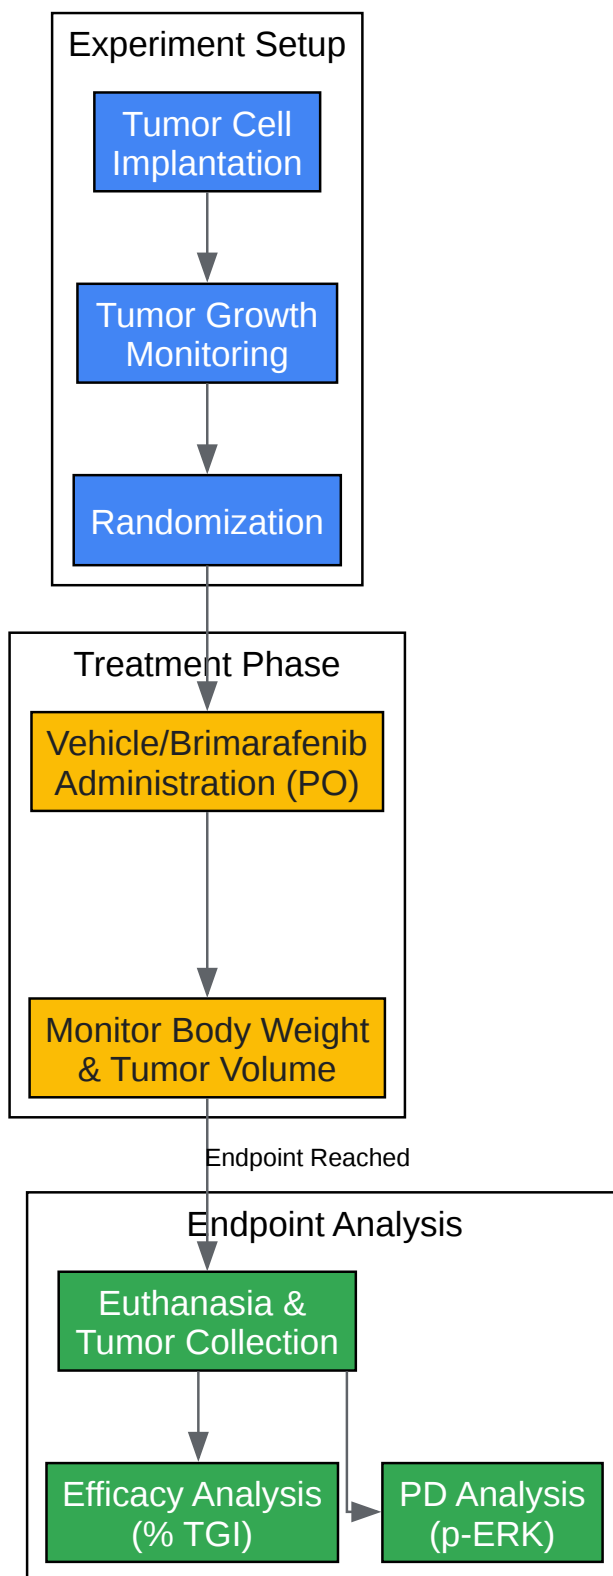 Experiment Setup
Tumor Cell
Implantation
Tumor Growth
Monitoring
Randomization
Treatment Phase
Vehicle/Brimarafenib
Administration (PO)
Monitor Body Weight
& Tumor Volume
Endpoint Reached
Endpoint Analysis
Euthanasia &
Tumor Collection
Efficacy Analysis
(% TGI)
PD Analysis
(p-ERK)